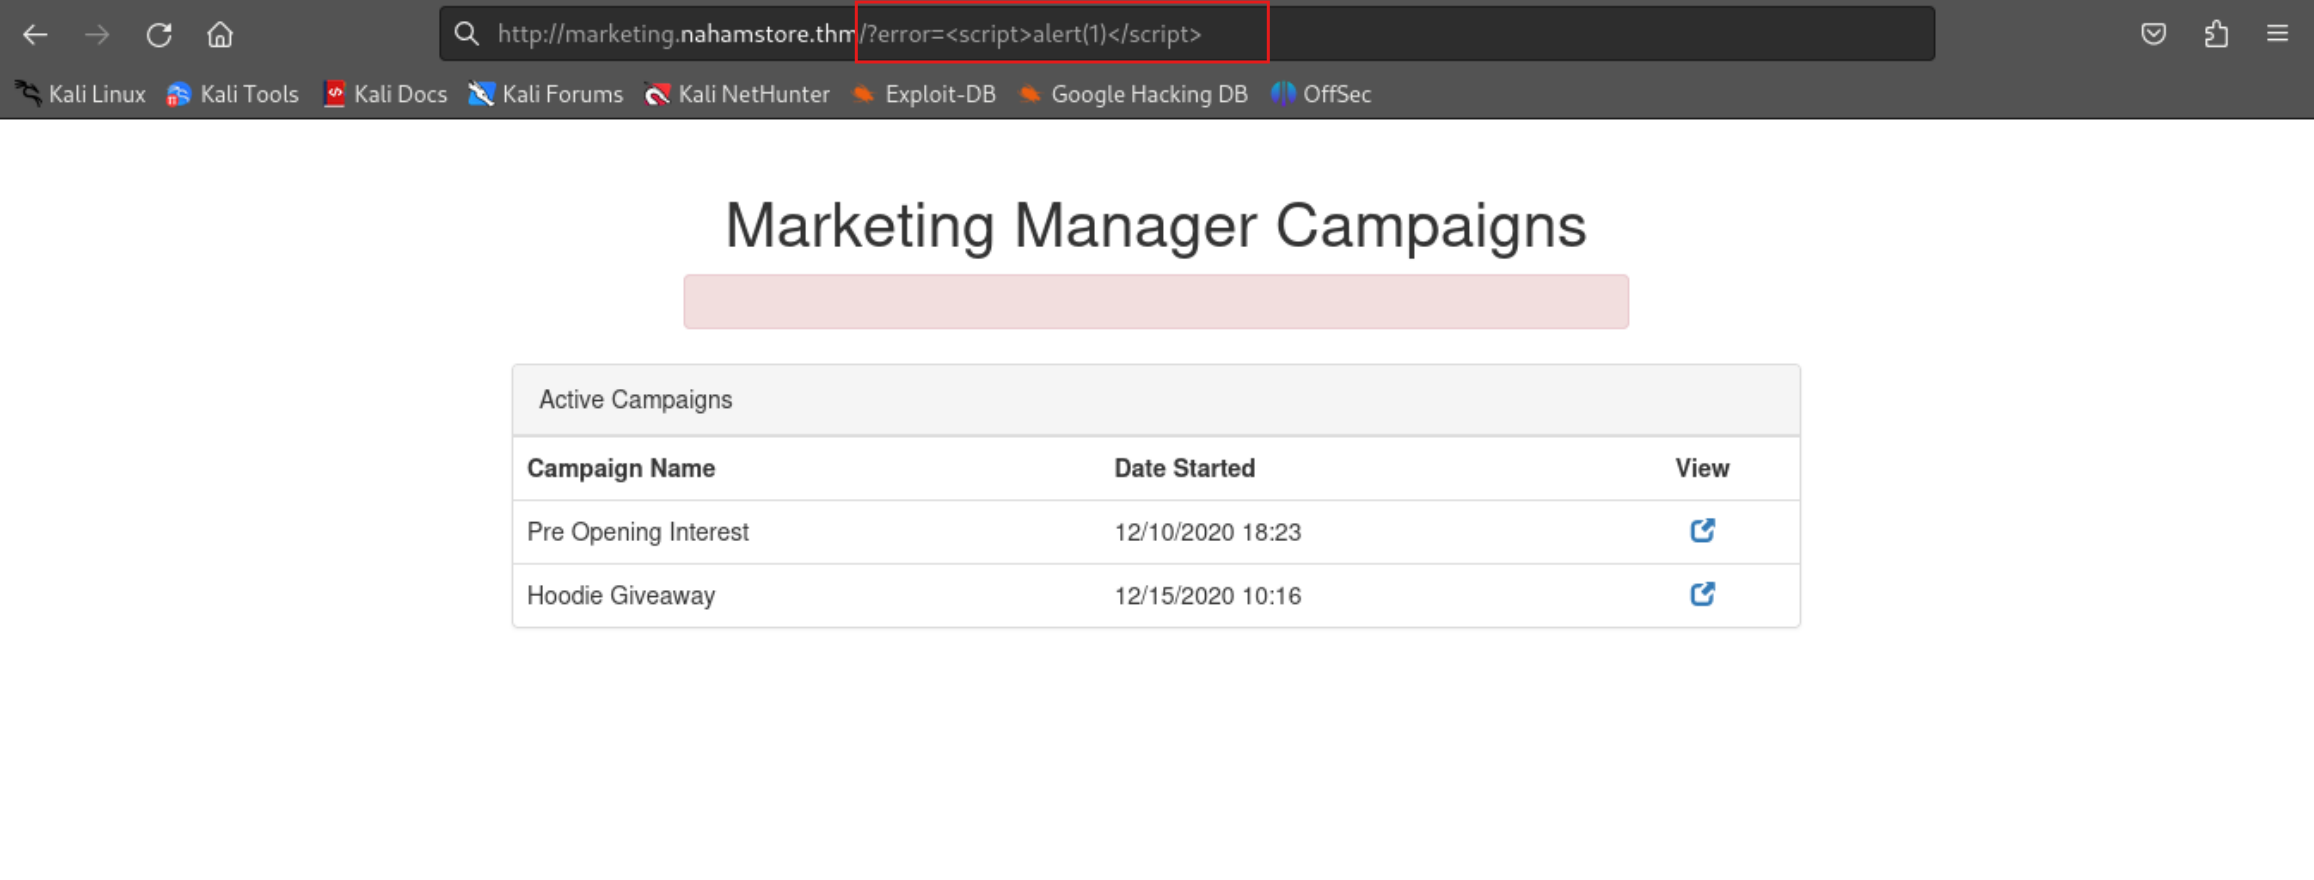 http://marketing.nahamstore.thm/?error=<script>alert(1)</script>
Kali Linux Kali Tools Kali Docs Kali Forums Kali NetHunter Exploit-DB Google Hacking DB OffSec
Marketing Manager Campaigns
Active Campaigns
Campaign Name Date Started View
Pre Opening Interest 12/10/2020 18:23
Hoodie Giveaway 12/15/2020 10:16